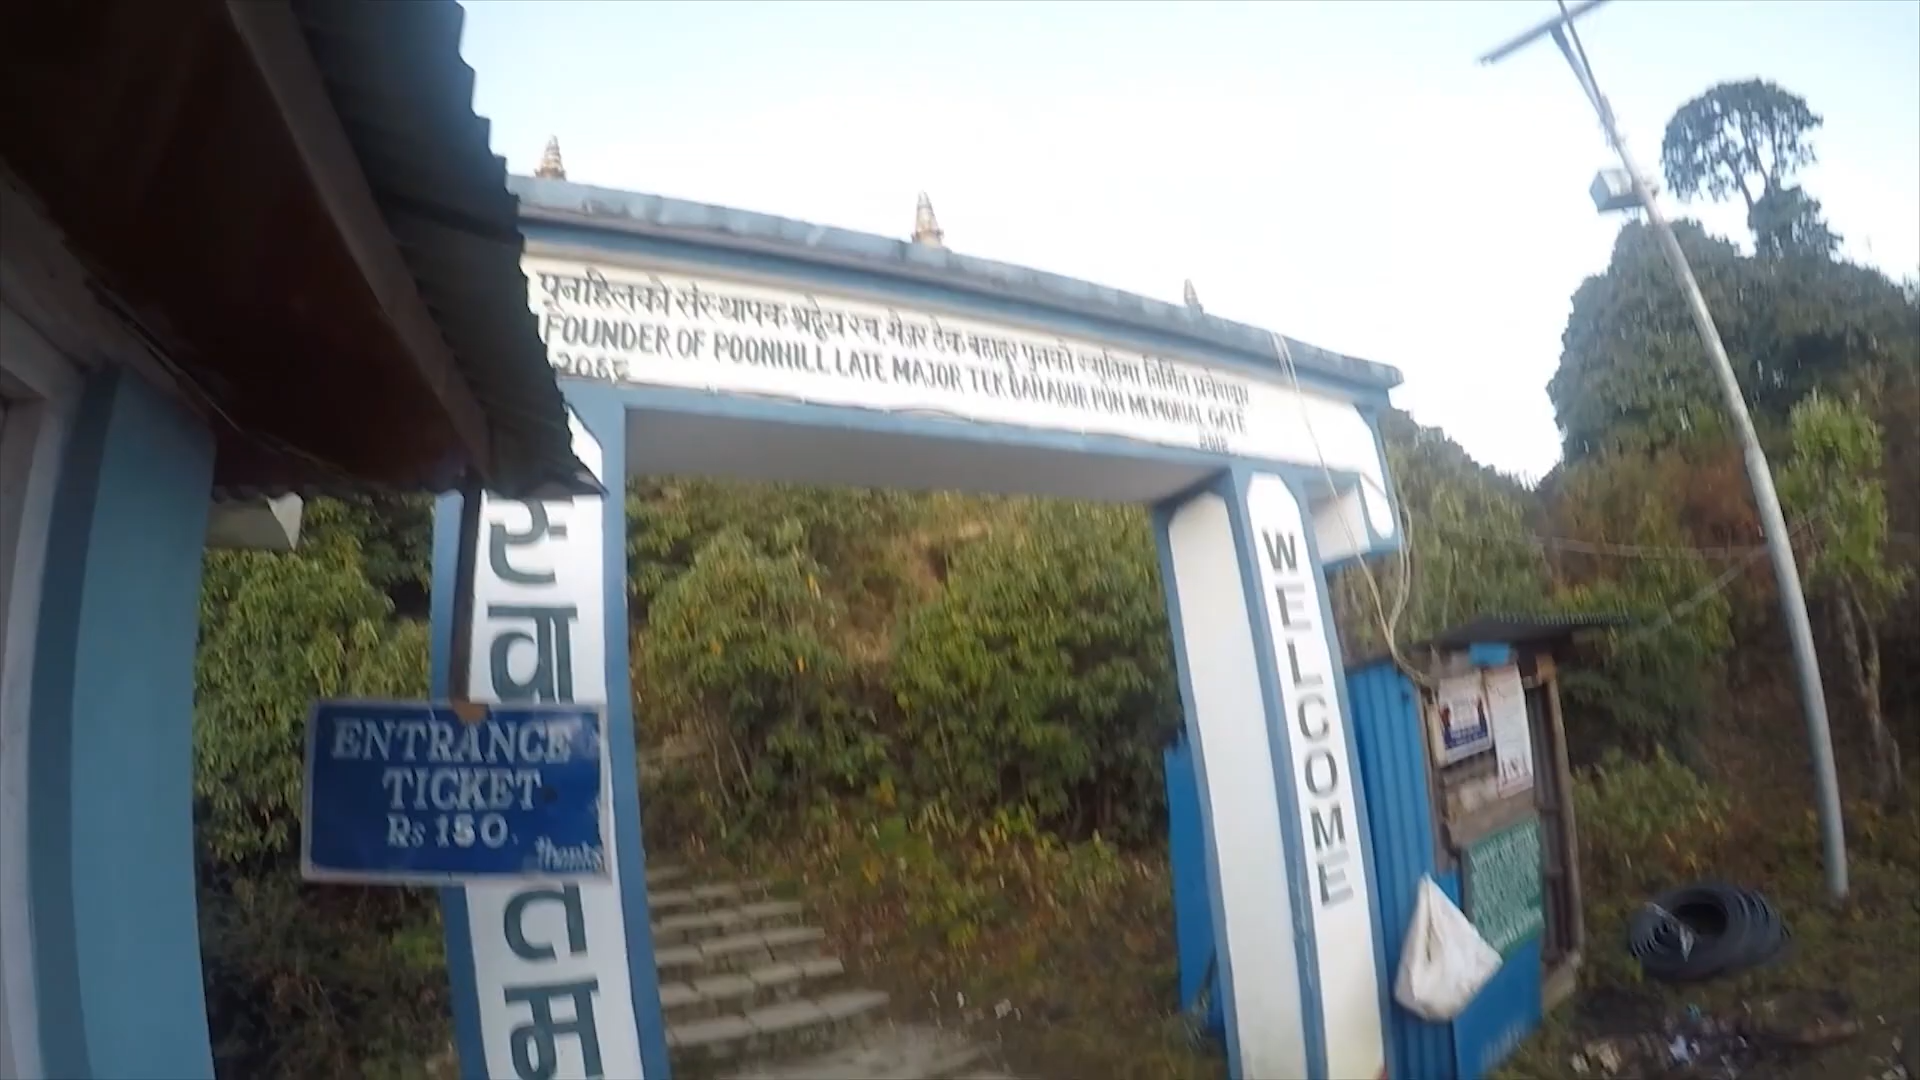 पूनहिलको संस्थापक श्रद्धेय स्व. मेजर टेक बहादुर पुनको स्मृतिमा निर्मित प्रवेशद्वार
FOUNDER OF POONHILL LATE MAJOR TEK BAHADUR PUN MEMORIAL GATE
स्वा
ग
त
म
WELCOME
ENTRANCE
TICKET
Rs 150.
Thanks